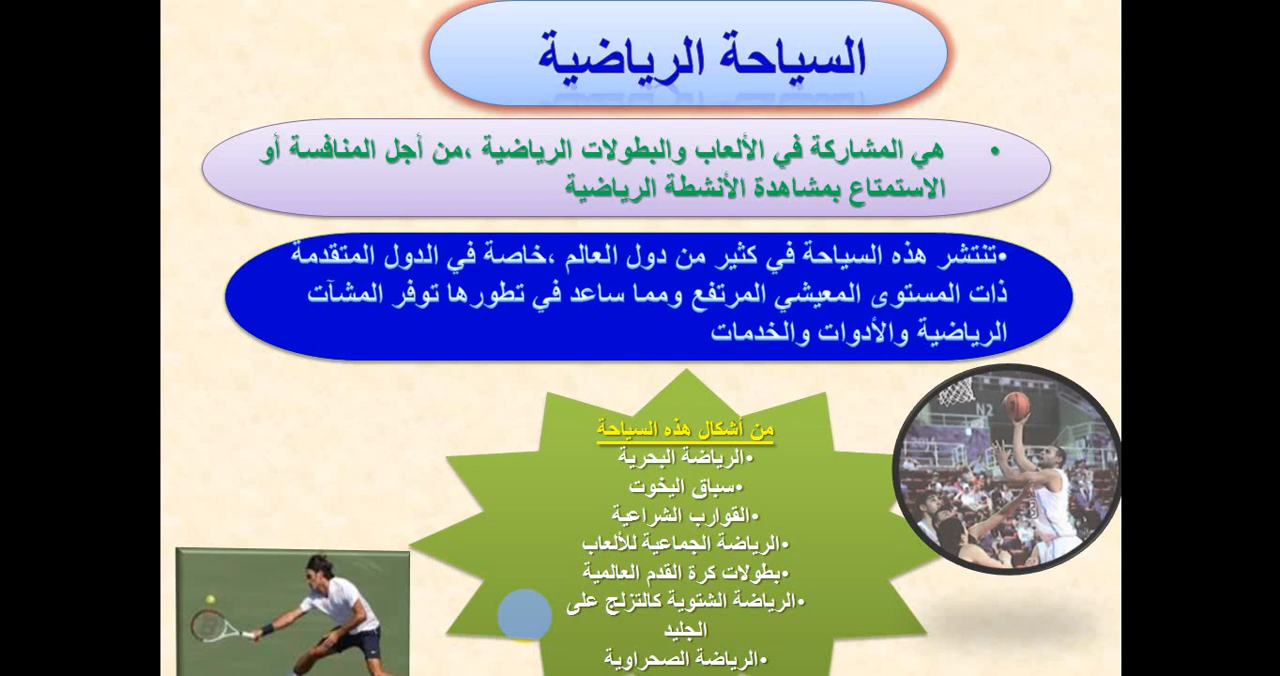 السياحة الرياضية
• هي المشاركة في الألعاب والبطولات الرياضية ،من أجل المنافسة أو
الاستمتاع بمشاهدة الأنشطة الرياضية
•تنتشر هذه السياحة في كثير من دول العالم ،خاصة في الدول المتقدمة
ذات المستوى المعيشي المرتفع ومما ساعد في تطورها توفر المشآت
الرياضية والأدوات والخدمات
من أشكال هذه السياحة
•الرياضة البحرية
•سباق اليخوت
•القوارب الشراعية
•الرياضة الجماعية للألعاب
•بطولات كرة القدم العالمية
•الرياضة الشتوية كالتزلج على
الجليد
•الرياضة الصحراوية
N2